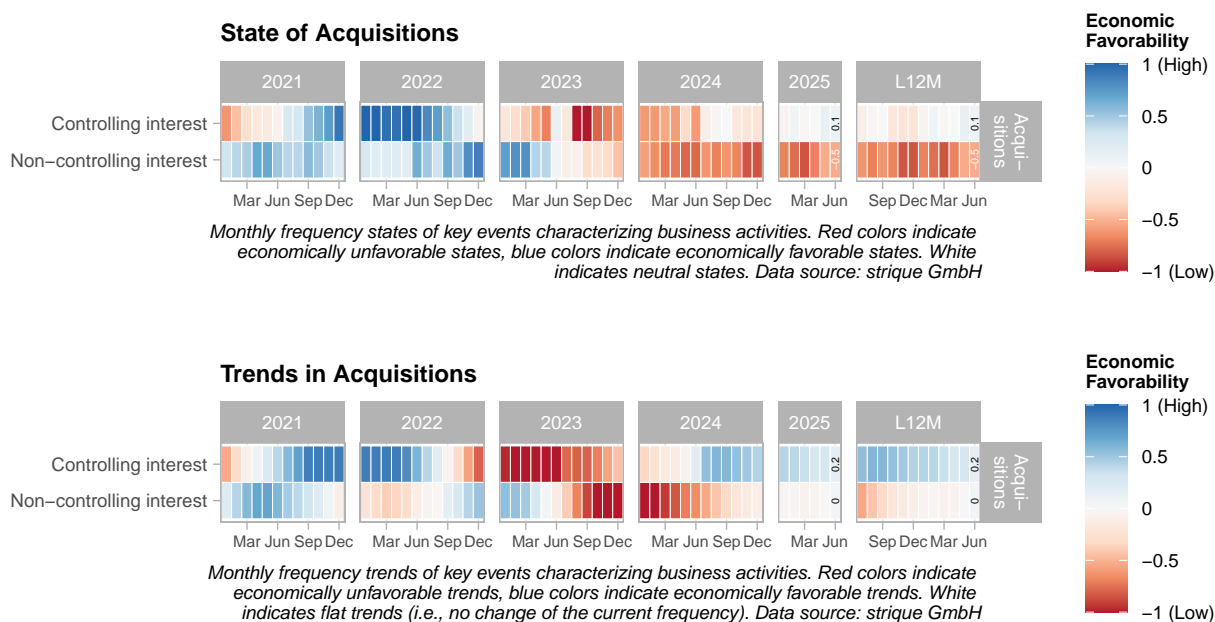 State of Acquisitions
2021 2022 2023 2024 2025 L12M
Controlling interest 0.1 0.1
Non−controlling interest −0.5 −0.5
Acqui−
sitions
Mar Jun Sep Dec Mar Jun Sep Dec Mar Jun Sep Dec Mar Jun Sep Dec Mar Jun Sep Dec Mar Jun
Monthly frequency states of key events characterizing business activities. Red colors indicate
economically unfavorable states, blue colors indicate economically favorable states. White
indicates neutral states. Data source: strique GmbH
Economic
Favorability
1 (High)
0.5
0
−0.5
−1 (Low)
Trends in Acquisitions
2021 2022 2023 2024 2025 L12M
Controlling interest 0.2 0.2
Non−controlling interest 0 0
Acqui−
sitions
Mar Jun Sep Dec Mar Jun Sep Dec Mar Jun Sep Dec Mar Jun Sep Dec Mar Jun Sep Dec Mar Jun
Monthly frequency trends of key events characterizing business activities. Red colors indicate
economically unfavorable trends, blue colors indicate economically favorable trends. White
indicates flat trends (i.e., no change of the current frequency). Data source: strique GmbH
Economic
Favorability
1 (High)
0.5
0
−0.5
−1 (Low)